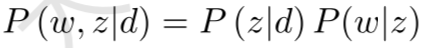 P (w, z|d) = P (z|d) P(w|z)